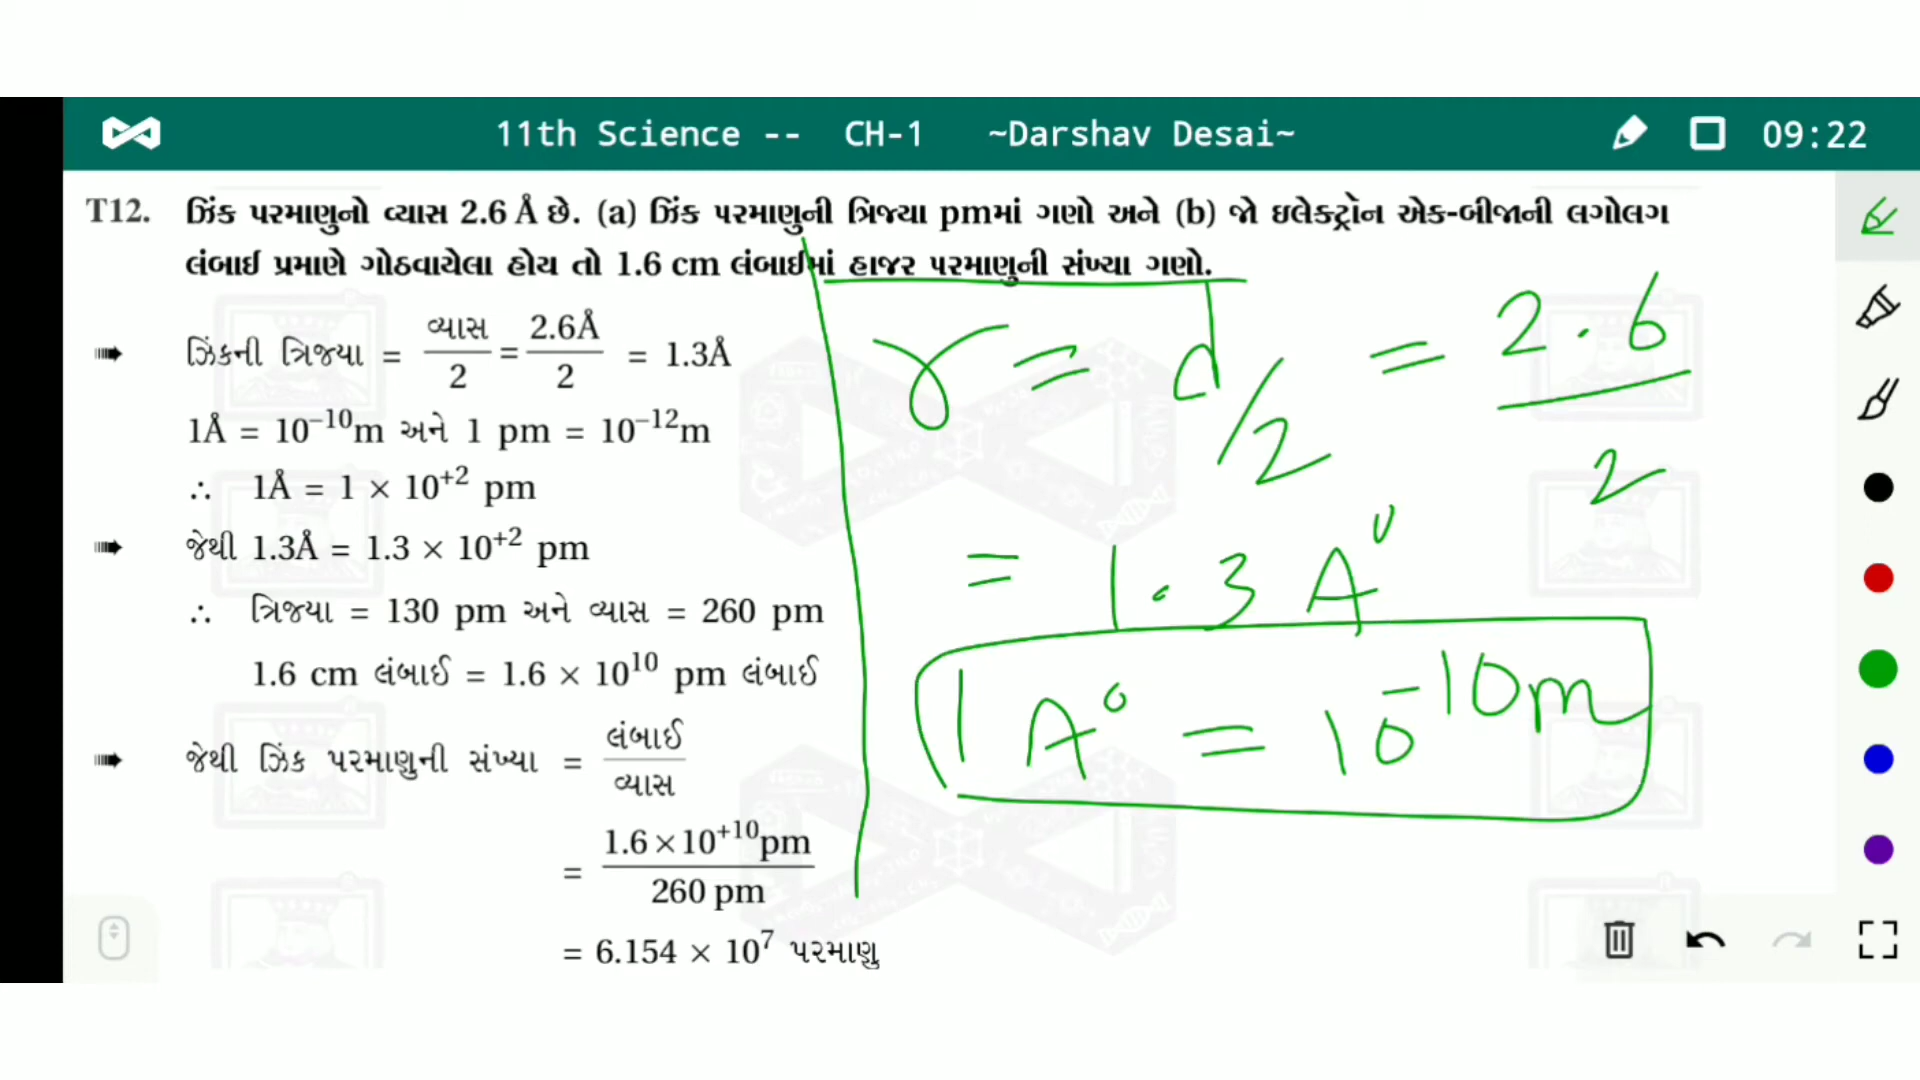 11th Science -- CH-1 ~Darshav Desai~ 09:22
T12. ઝિંક પરમાણુનો વ્યાસ 2.6 Å છે. (a) ઝિંક પરમાણુની ત્રિજ્યા pmમાં ગણો અને (b) જો ઇલેક્ટ્રૉન એક-બીજાની લગોલગ
લંબાઈ પ્રમાણે ગોઠવાયેલા હોય તો 1.6 cm લંબાઈમાં હાજર પરમાણુની સંખ્યા ગણો.
ઝિંકની ત્રિજ્યા = વ્યાસ/2 = 2.6Å/2 = 1.3Å
1Å = 10⁻¹⁰m અને 1 pm = 10⁻¹²m
∴ 1Å = 1 × 10⁺² pm
જેથી 1.3Å = 1.3 × 10⁺² pm
∴ ત્રિજ્યા = 130 pm અને વ્યાસ = 260 pm
1.6 cm લંબાઈ = 1.6 × 10¹⁰ pm લંબાઈ
જેથી ઝિંક પરમાણુની સંખ્યા = લંબાઈ/વ્યાસ
= 1.6×10⁺¹⁰pm/260 pm
= 6.154 × 10⁷ પરમાણુ
r = d/2 = 2.6/2
= 1.3 A°
1 A° = 10⁻¹⁰m